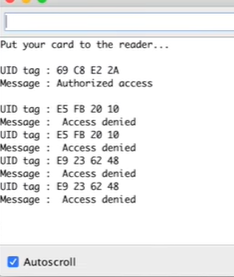 Put your card to the reader...
UID tag : 69 C8 E2 2A
Message : Authorized access
UID tag : E5 FB 20 10
Message :  Access denied
UID tag : E5 FB 20 10
Message :  Access denied
UID tag : E9 23 62 48
Message :  Access denied
UID tag : E9 23 62 48
Message :  Access denied
Autoscroll